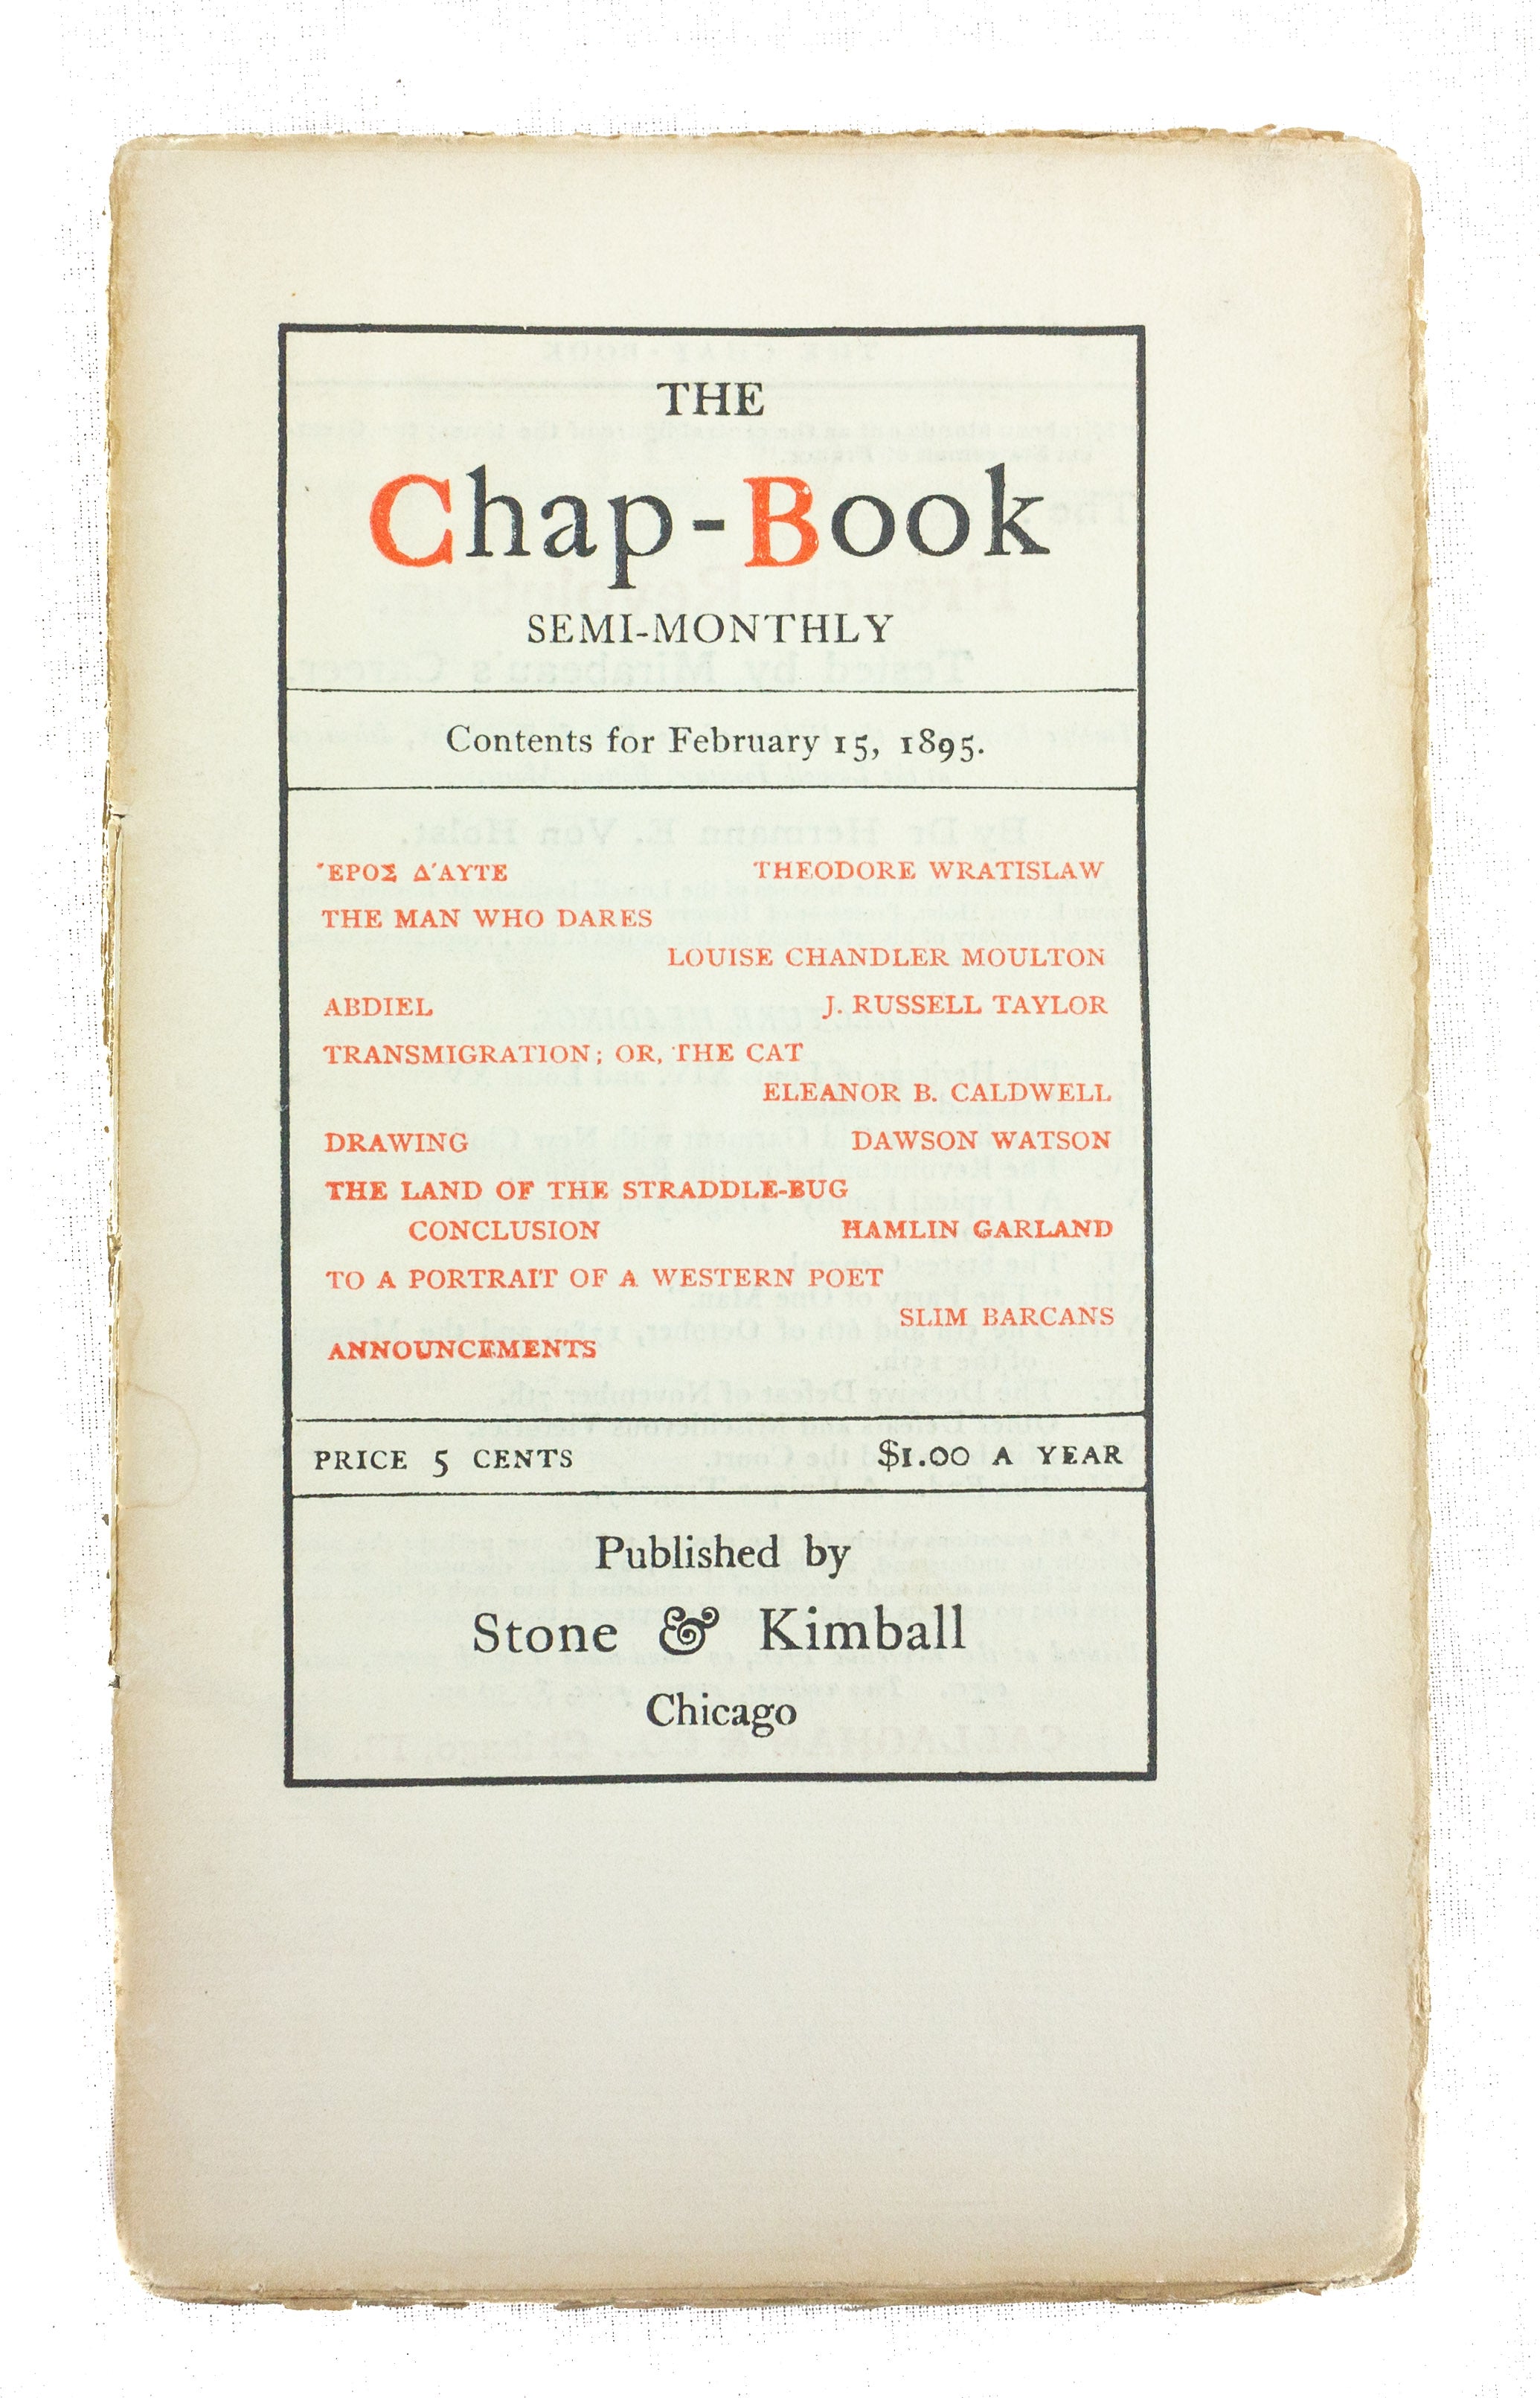 THE
Chap-Book
SEMI-MONTHLY
Contents for February 15, 1895.
ἜΡΟΣ Δ'ΑΥΤΕ THEODORE WRATISLAW
THE MAN WHO DARES
LOUISE CHANDLER MOULTON
ABDIEL J. RUSSELL TAYLOR
TRANSMIGRATION; OR, THE CAT
ELEANOR B. CALDWELL
DRAWING DAWSON WATSON
THE LAND OF THE STRADDLE-BUG
CONCLUSION HAMLIN GARLAND
TO A PORTRAIT OF A WESTERN POET
SLIM BARCANS
ANNOUNCEMENTS
PRICE 5 CENTS $1.00 A YEAR
Published by
Stone & Kimball
Chicago